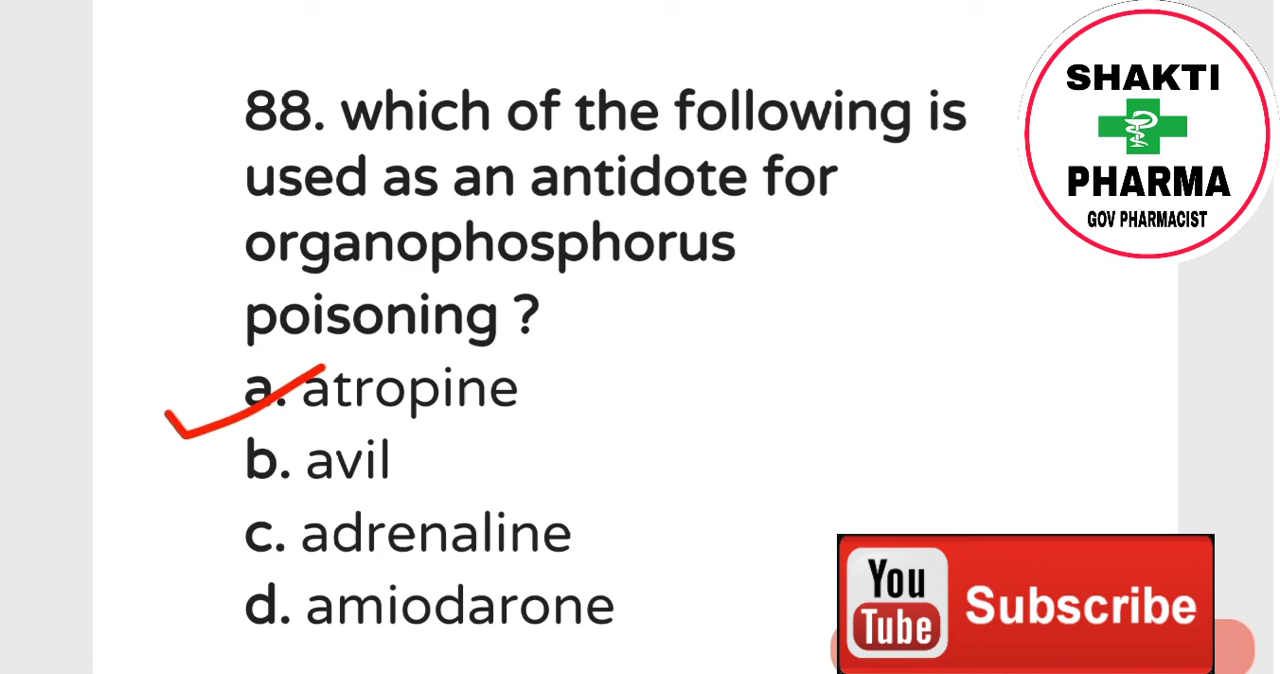 88. which of the following is
used as an antidote for
organophosphorus
poisoning ?
a. atropine
b. avil
c. adrenaline
d. amiodarone
SHAKTI
PHARMA
GOV PHARMACIST
You
Tube
Subscribe